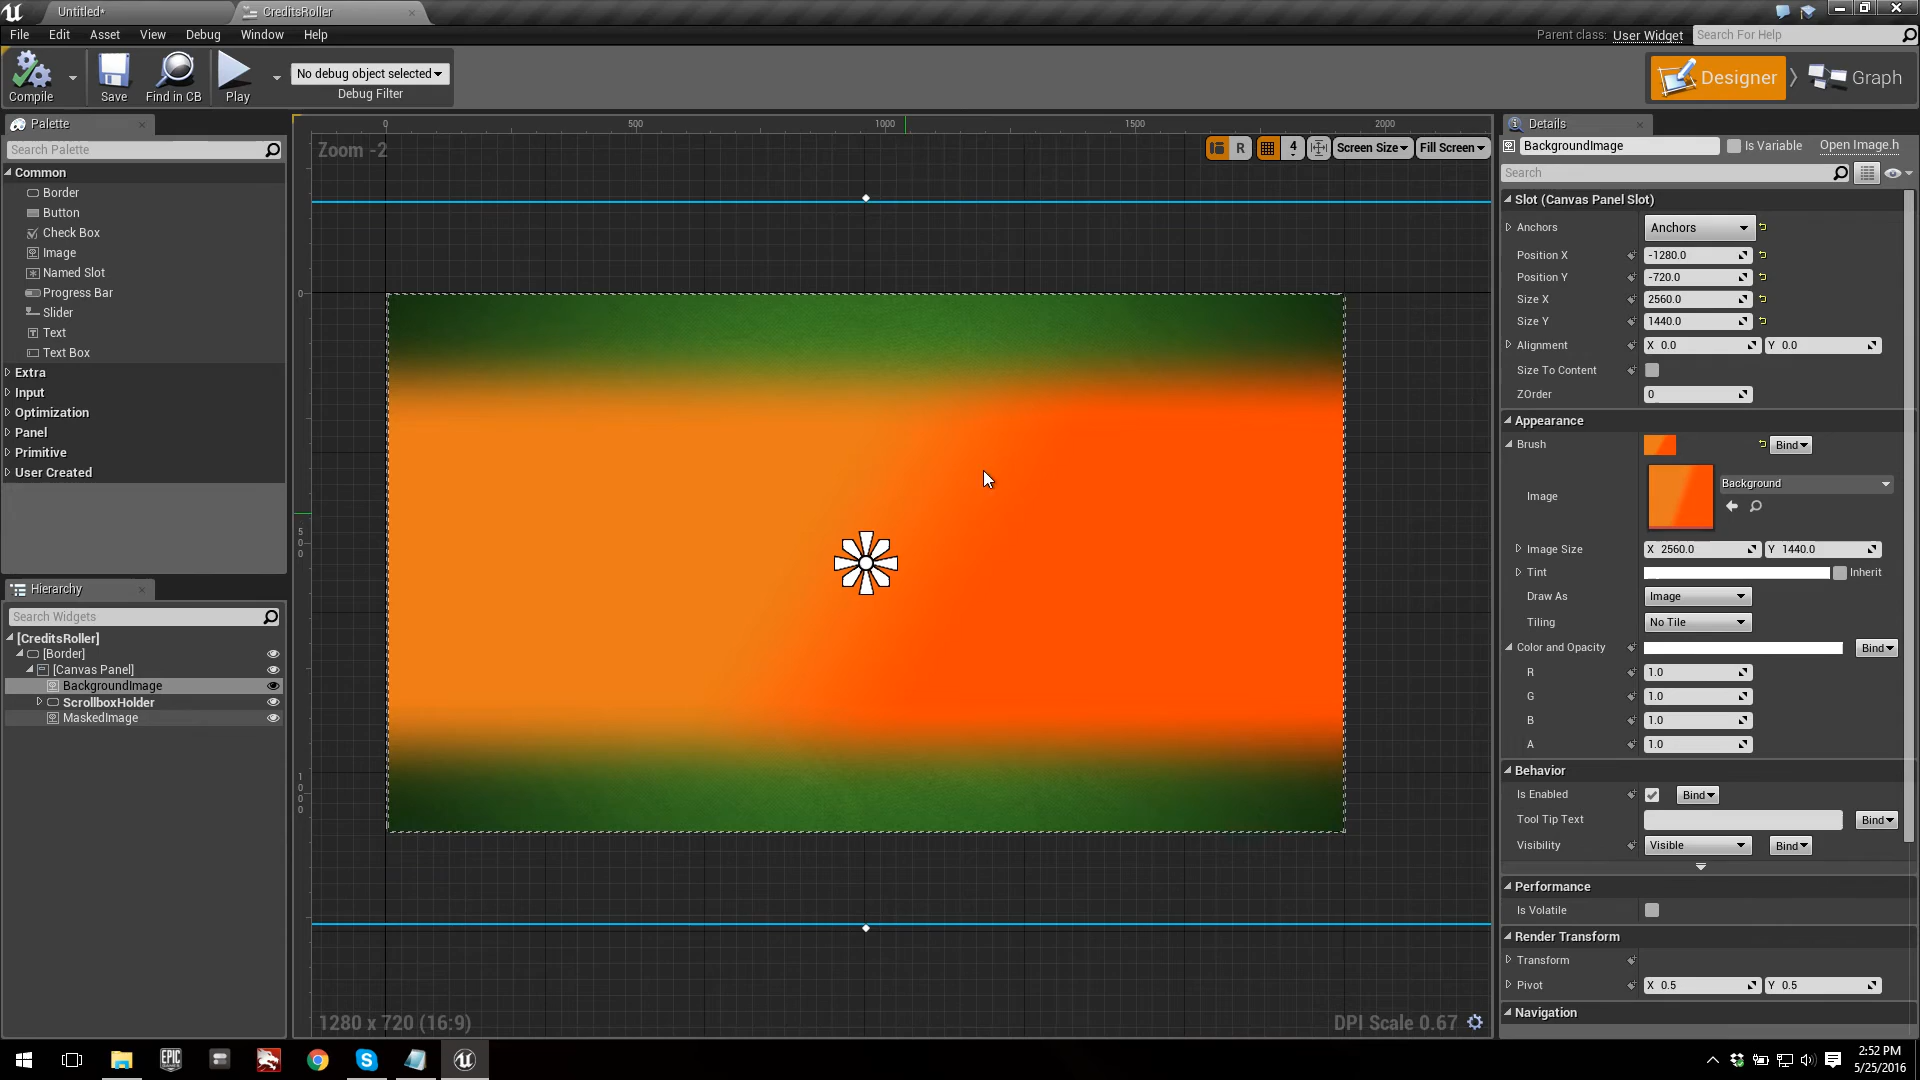 Untitled*
CreditsRoller
File Edit Asset View Debug Window Help
Parent class: User Widget
Search For Help
Compile
Save
Find in CB
Play
No debug object selected
Debug Filter
Designer
Graph
Palette
Search Palette
Common
Border
Button
Check Box
Image
Named Slot
Progress Bar
Slider
Text
Text Box
Extra
Input
Optimization
Panel
Primitive
User Created
Hierarchy
Search Widgets
[CreditsRoller]
[Border]
[Canvas Panel]
BackgroundImage
ScrollboxHolder
MaskedImage
0 500 1000 1500 2000
Zoom -2
R
4
Screen Size
Fill Screen
0
500
1000
1280 x 720 (16:9)
DPI Scale 0.67
Details
BackgroundImage
Is Variable
Open Image.h
Search
Slot (Canvas Panel Slot)
Anchors Anchors
Position X -1280.0
Position Y -720.0
Size X 2560.0
Size Y 1440.0
Alignment X 0.0 Y 0.0
Size To Content
ZOrder 0
Appearance
Brush Bind
Image Background
Image Size X 2560.0 Y 1440.0
Tint Inherit
Draw As Image
Tiling No Tile
Color and Opacity Bind
R 1.0
G 1.0
B 1.0
A 1.0
Behavior
Is Enabled Bind
Tool Tip Text Bind
Visibility Visible Bind
Performance
Is Volatile
Render Transform
Transform
Pivot X 0.5 Y 0.5
Navigation
EPIC
2:52 PM
5/25/2016